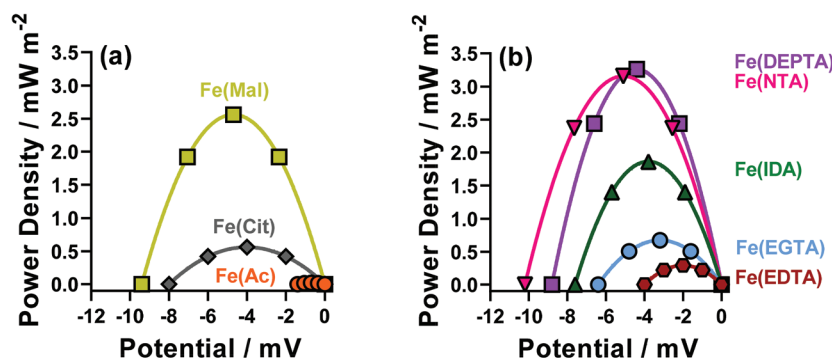 (a)
Power Density / mW m-2
3.5
3.0
2.5
2.0
1.5
1.0
0.5
0.0
Fe(Mal)
Fe(Cit)
Fe(Ac)
-12 -10 -8 -6 -4 -2 0
Potential / mV
(b)
Power Density / mW m-2
3.5
3.0
2.5
2.0
1.5
1.0
0.5
0.0
Fe(DEPTA)
Fe(NTA)
Fe(IDA)
Fe(EGTA)
Fe(EDTA)
-12 -10 -8 -6 -4 -2 0
Potential / mV